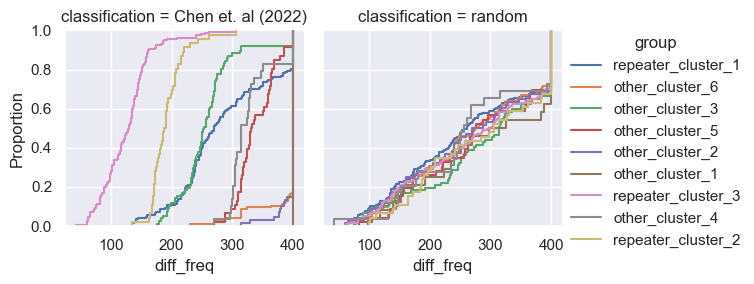 classification = Chen et. al (2022)
classification = random
Proportion
1.0
0.8
0.6
0.4
0.2
0.0
100
200
300
400
diff_freq
100
200
300
400
diff_freq
group
repeater_cluster_1
other_cluster_6
other_cluster_3
other_cluster_5
other_cluster_2
other_cluster_1
repeater_cluster_3
other_cluster_4
repeater_cluster_2